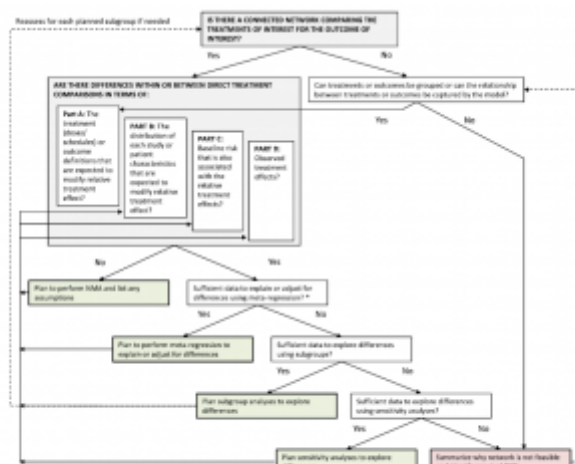 Reasses for each planned subgroup if needed
IS THERE A CONNECTED NETWORK COMPARING THE
TREATMENTS OF INTEREST FOR THE OUTCOME OF
INTEREST?
Yes
No
ARE THERE DIFFERENCES WITHIN OR BETWEEN DIRECT TREATMENT
COMPARISONS IN TERMS OF:
Can treatments or outcomes be grouped or can the relationship
between treatments or outcomes be captured by the model?
Part A: The
treatment
(doses/
schedules) or
outcome
definitions that
are expected to
modify relative
treatment
effect?
PART B: The
distribution of
each study or
patient
characteristics
that are
expected to
modify relative
treatment
effect?
PART C:
Baseline risk
that is also
associated with
the relative
treatment
effects?
PART D:
Observed
treatment
effects?
Yes
No
No
Yes
Plan to perform NMA and list any
assumptions
Sufficient data to explain or adjust for
differences using meta-regression? *
Yes
No
Plan to perform meta regression to
explain or adjust for differences
Sufficient data to explore differences
using subgroups?
Yes
No
Plan subgroup analyses to explore
differences
Sufficient data to explore differences
using sensitivity analyses?
Yes
No
Plan sensitivity analyses to explore
Summarize why network is not feasible